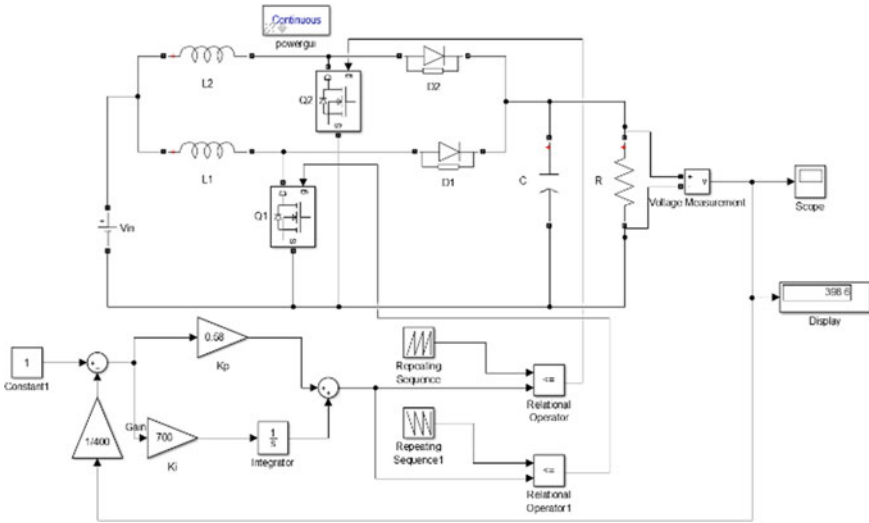 Continuous
powergui
L2
D2
Q2
g
D
S
L1
D1
Q1
g
D
S
C
R
+
-
v
Voltage Measurement
Scope
Vin
+
398.6
Display
1
Constant1
+
-
0.58
Kp
+
+
Repeating
Sequence
<=
Relational
Operator
1/400
Gain
700
Ki
1
s
Integrator
Repeating
Sequence1
<=
Relational
Operator1